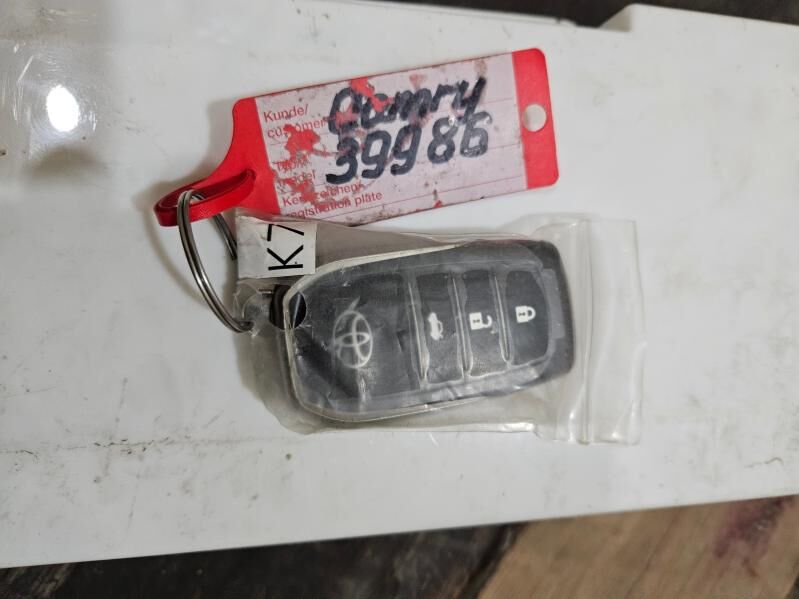 Kunde/
customer
Camry
39986
Typ/
Model
Kennzeichen/
registration plate
K7